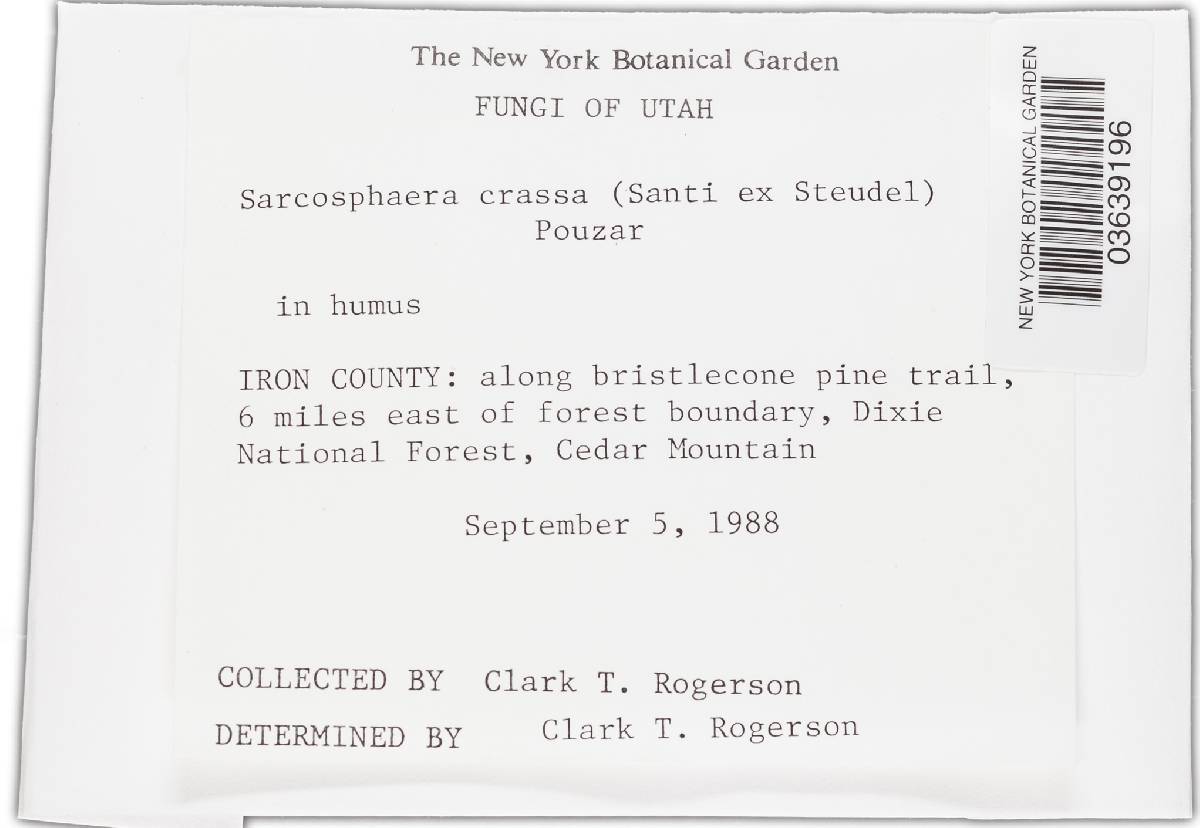 The New York Botanical Garden
FUNGI OF UTAH
Sarcosphaera crassa (Santi ex Steudel)
Pouzar
in humus
IRON COUNTY: along bristlecone pine trail,
6 miles east of forest boundary, Dixie
National Forest, Cedar Mountain
September 5, 1988
COLLECTED BY Clark T. Rogerson
DETERMINED BY Clark T. Rogerson
NEW YORK BOTANICAL GARDEN
03639196